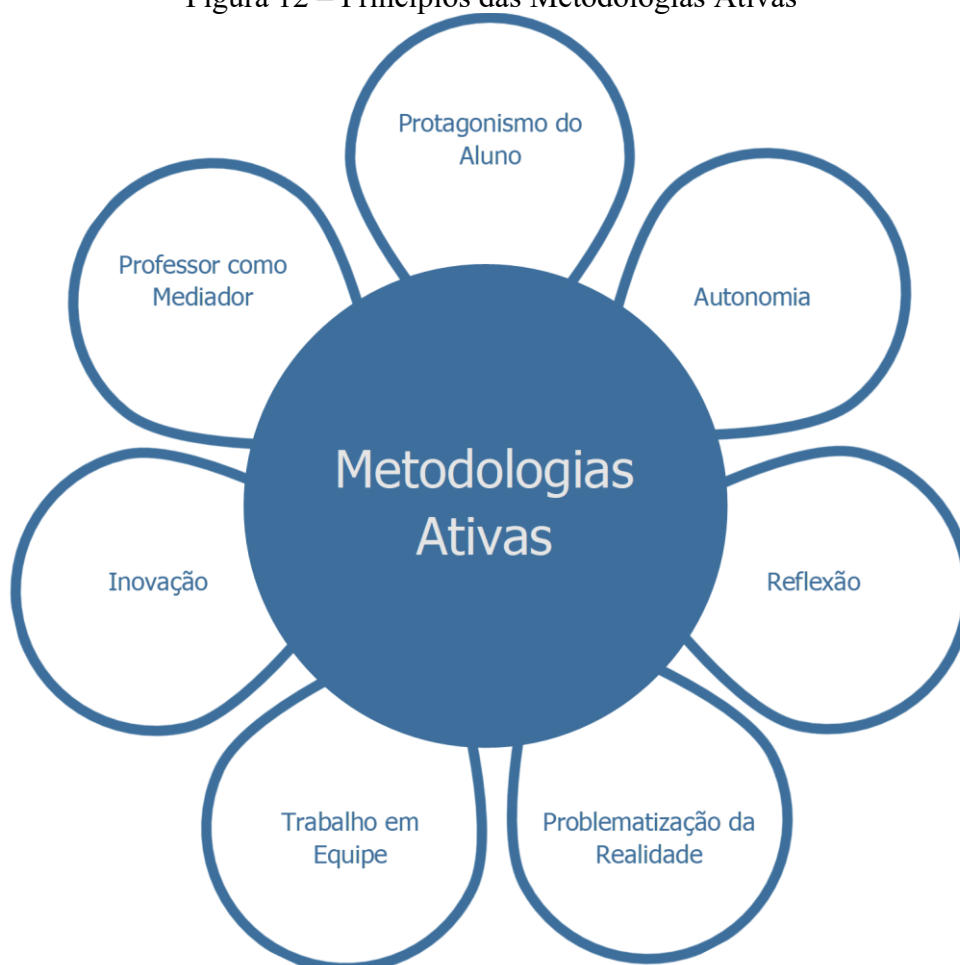 Figura 12 – Princípios das Metodologias Ativas
Protagonismo do
Aluno
Professor como
Mediador
Autonomia
Metodologias
Ativas
Inovação
Reflexão
Trabalho em
Equipe
Problematização da
Realidade